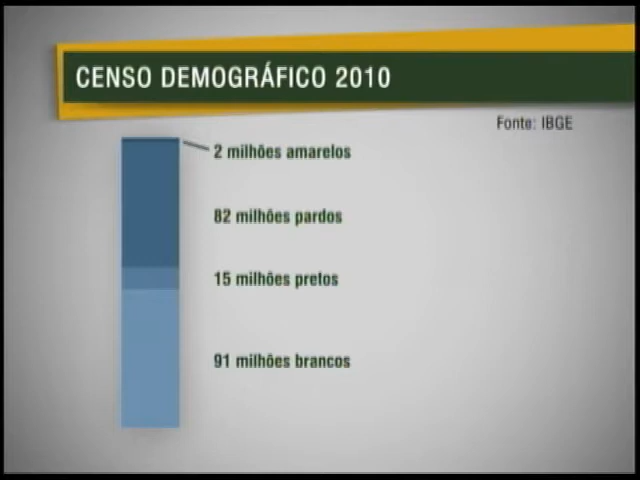 CENSO DEMOGRÁFICO 2010
Fonte: IBGE
2 milhões amarelos
82 milhões pardos
15 milhões pretos
91 milhões brancos